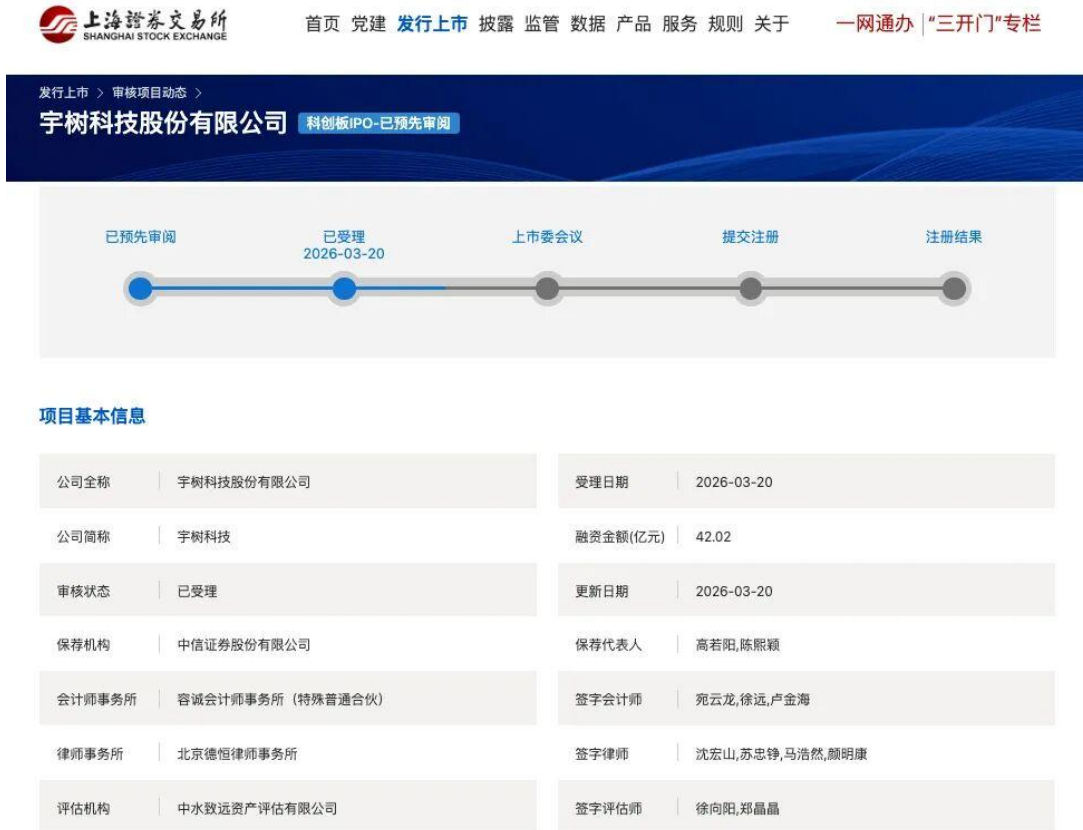 上海證券交易所
SHANGHAI STOCK EXCHANGE
首页 党建 发行上市 披露 监管 数据 产品 服务 规则 关于 一网通办 | "三开门"专栏
发行上市 > 审核项目动态 >
宇树科技股份有限公司 科创板IPO-已预先审阅
已预先审阅 已受理 上市委会议 提交注册 注册结果
2026-03-20
项目基本信息
公司全称 宇树科技股份有限公司 受理日期 2026-03-20
公司简称 宇树科技 融资金额(亿元) 42.02
审核状态 已受理 更新日期 2026-03-20
保荐机构 中信证券股份有限公司 保荐代表人 高若阳,陈熙颖
会计师事务所 容诚会计师事务所（特殊普通合伙） 签字会计师 宛云龙,徐远,卢金海
律师事务所 北京德恒律师事务所 签字律师 沈宏山,苏忠铮,马浩然,颜明康
评估机构 中水致远资产评估有限公司 签字评估师 徐向阳,郑晶晶